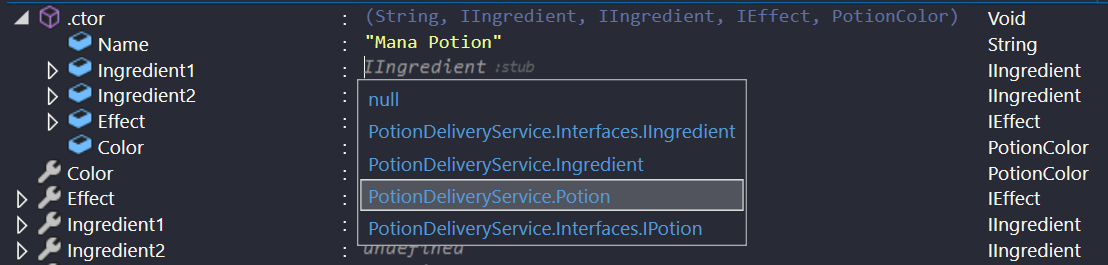 .ctor : (String, IIngredient, IIngredient, IEffect, PotionColor) Void
Name : "Mana Potion" String
Ingredient1 : IIngredient :stub IIngredient
Ingredient2 : IIngredient
Effect : IEffect
Color : PotionColor
Color PotionColor
Effect IEffect
Ingredient1 IIngredient
Ingredient2 : undefined IIngredient
null
PotionDeliveryService.Interfaces.IIngredient
PotionDeliveryService.Ingredient
PotionDeliveryService.Potion
PotionDeliveryService.Interfaces.IPotion